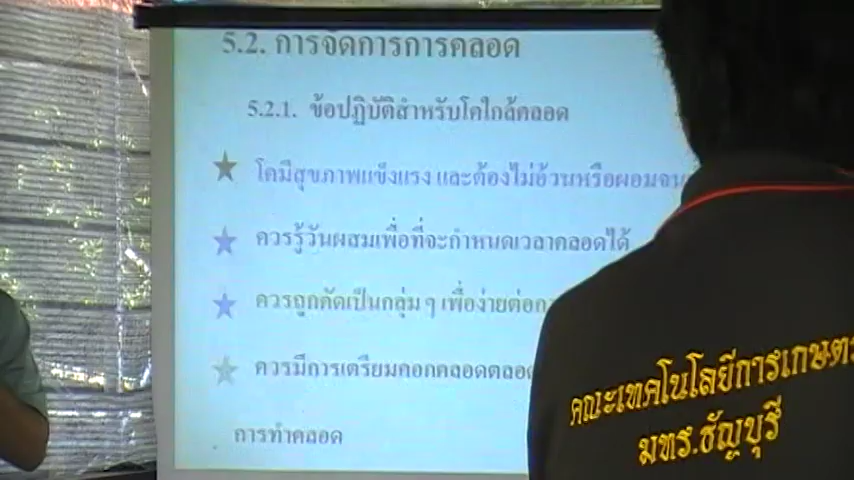 5.2. การจัดการการคลอด
5.2.1. ข้อปฏิบัติสำหรับโคใกล้คลอด
โคมีสุขภาพแข็งแรง และต้องไม่อ้วนหรือผอมจน
ควรรู้วันผสมเพื่อที่จะกำหนดเวลาคลอดได้
ควรถูกคัดเป็นกลุ่ม ๆ เพื่อง่ายต่อ
ควรมีการเตรียมคอกคลอดตลอด
การทำคลอด
คณะเทคโนโลยีการเกษตร
มทร.ธัญบุรี